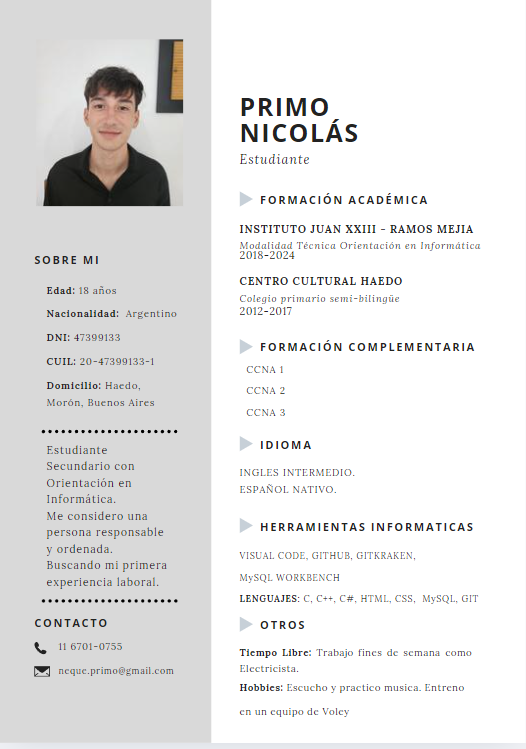 PRIMO
NICOLÁS
Estudiante
SOBRE MI
Edad: 18 años
Nacionalidad: Argentino
DNI: 47399133
CUIL: 20-47399133-1
Domicilio: Haedo,
Morón, Buenos Aires
Estudiante
Secundario con
Orientación en
Informática.
Me considero una
persona responsable
y ordenada.
Buscando mi primera
experiencia laboral.
CONTACTO
11 6701-0755
neque.primo@gmail.com
FORMACIÓN ACADÉMICA
INSTITUTO JUAN XXIII - RAMOS MEJIA
Modalidad Técnica Orientación en Informática
2018-2024
CENTRO CULTURAL HAEDO
Colegio primario semi-bilingüe
2012-2017
FORMACIÓN COMPLEMENTARIA
CCNA 1
CCNA 2
CCNA 3
IDIOMA
INGLES INTERMEDIO.
ESPAÑOL NATIVO.
HERRAMIENTAS INFORMATICAS
VISUAL CODE, GITHUB, GITKRAKEN,
MySQL WORKBENCH
LENGUAJES: C, C++, C#, HTML, CSS, MySQL, GIT
OTROS
Tiempo Libre: Trabajo fines de semana como
Electricista.
Hobbies: Escucho y practico musica. Entreno
en un equipo de Voley